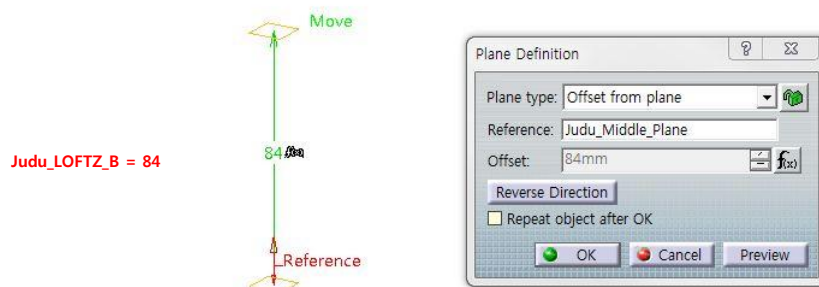 Move
Judu_LOFTZ_B = 84
84 f(x)
Reference
Plane Definition
? X
Plane type: Offset from plane
Reference: Judu_Middle_Plane
Offset: 84mm f(x)
Reverse Direction
Repeat object after OK
OK Cancel Preview